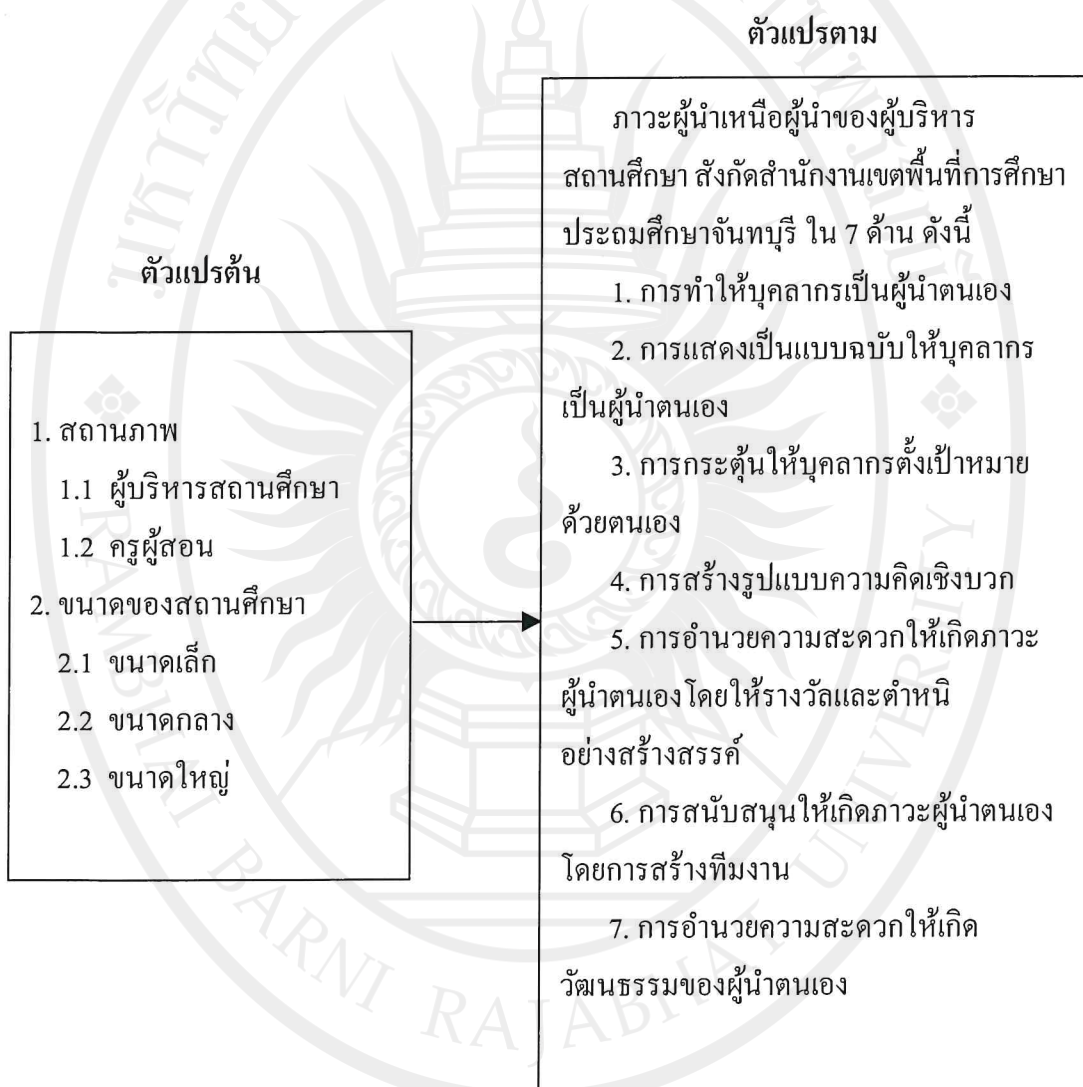 ตัวแปรตาม
ภาวะผู้นำเหนือผู้นำของผู้บริหาร
สถานศึกษา สังกัดสำนักงานเขตพื้นที่การศึกษา
ประถมศึกษาจันทบุรี ใน 7 ด้าน ดังนี้
1. การทำให้บุคลากรเป็นผู้นำตนเอง
2. การแสดงเป็นแบบฉบับให้บุคลากร
เป็นผู้นำตนเอง
3. การกระตุ้นให้บุคลากรตั้งเป้าหมาย
ด้วยตนเอง
4. การสร้างรูปแบบความคิดเชิงบวก
5. การอำนวยความสะดวกให้เกิดภาวะ
ผู้นำตนเองโดยให้รางวัลและตำหนิ
อย่างสร้างสรรค์
6. การสนับสนุนให้เกิดภาวะผู้นำตนเอง
โดยการสร้างทีมงาน
7. การอำนวยความสะดวกให้เกิด
วัฒนธรรมของผู้นำตนเอง
ตัวแปรต้น
1. สถานภาพ
1.1 ผู้บริหารสถานศึกษา
1.2 ครูผู้สอน
2. ขนาดของสถานศึกษา
2.1 ขนาดเล็ก
2.2 ขนาดกลาง
2.3 ขนาดใหญ่
RAMBHAI BARNI RAJABHAT UNIVERSITY